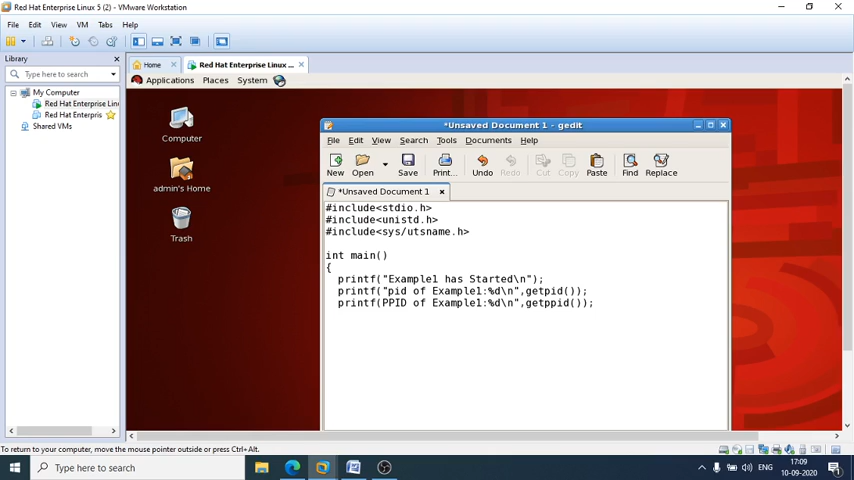 Red Hat Enterprise Linux 5 (2) - VMware Workstation
File Edit View VM Tabs Help
Library
Type here to search
My Computer
Red Hat Enterprise Lin
Red Hat Enterpris
Shared VMs
Home
Red Hat Enterprise Linux ...
Applications Places System
Computer
admin's Home
Trash
*Unsaved Document 1 - gedit
File Edit View Search Tools Documents Help
New Open Save Print... Undo Redo Cut Copy Paste Find Replace
*Unsaved Document 1
#include<stdio.h>
#include<unistd.h>
#include<sys/utsname.h>
int main()
{
printf("Example1 has Started\n");
printf("pid of Example1:%d\n",getpid());
printf(PPID of Example1:%d\n",getppid());
To return to your computer, move the mouse pointer outside or press Ctrl+Alt.
Type here to search
ENG
17:09
10-09-2020
1